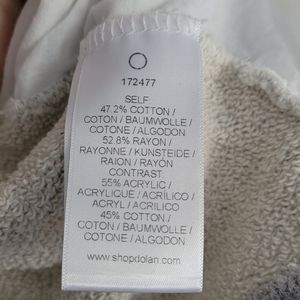 172477
SELF:
47.2% COTTON /
COTON / BAUMWOLLE /
COTONE / ALGODON
52.8% RAYON /
RAYONNE / KUNSTEIDE /
RAION / RAYÓN
CONTRAST:
55% ACRYLIC /
ACRYLIQUE / ACRÍLICO /
ACRYL / ACRILICO
45% COTTON /
COTON / BAUMWOLLE /
COTONE / ALGODON
www.shopdolan.com